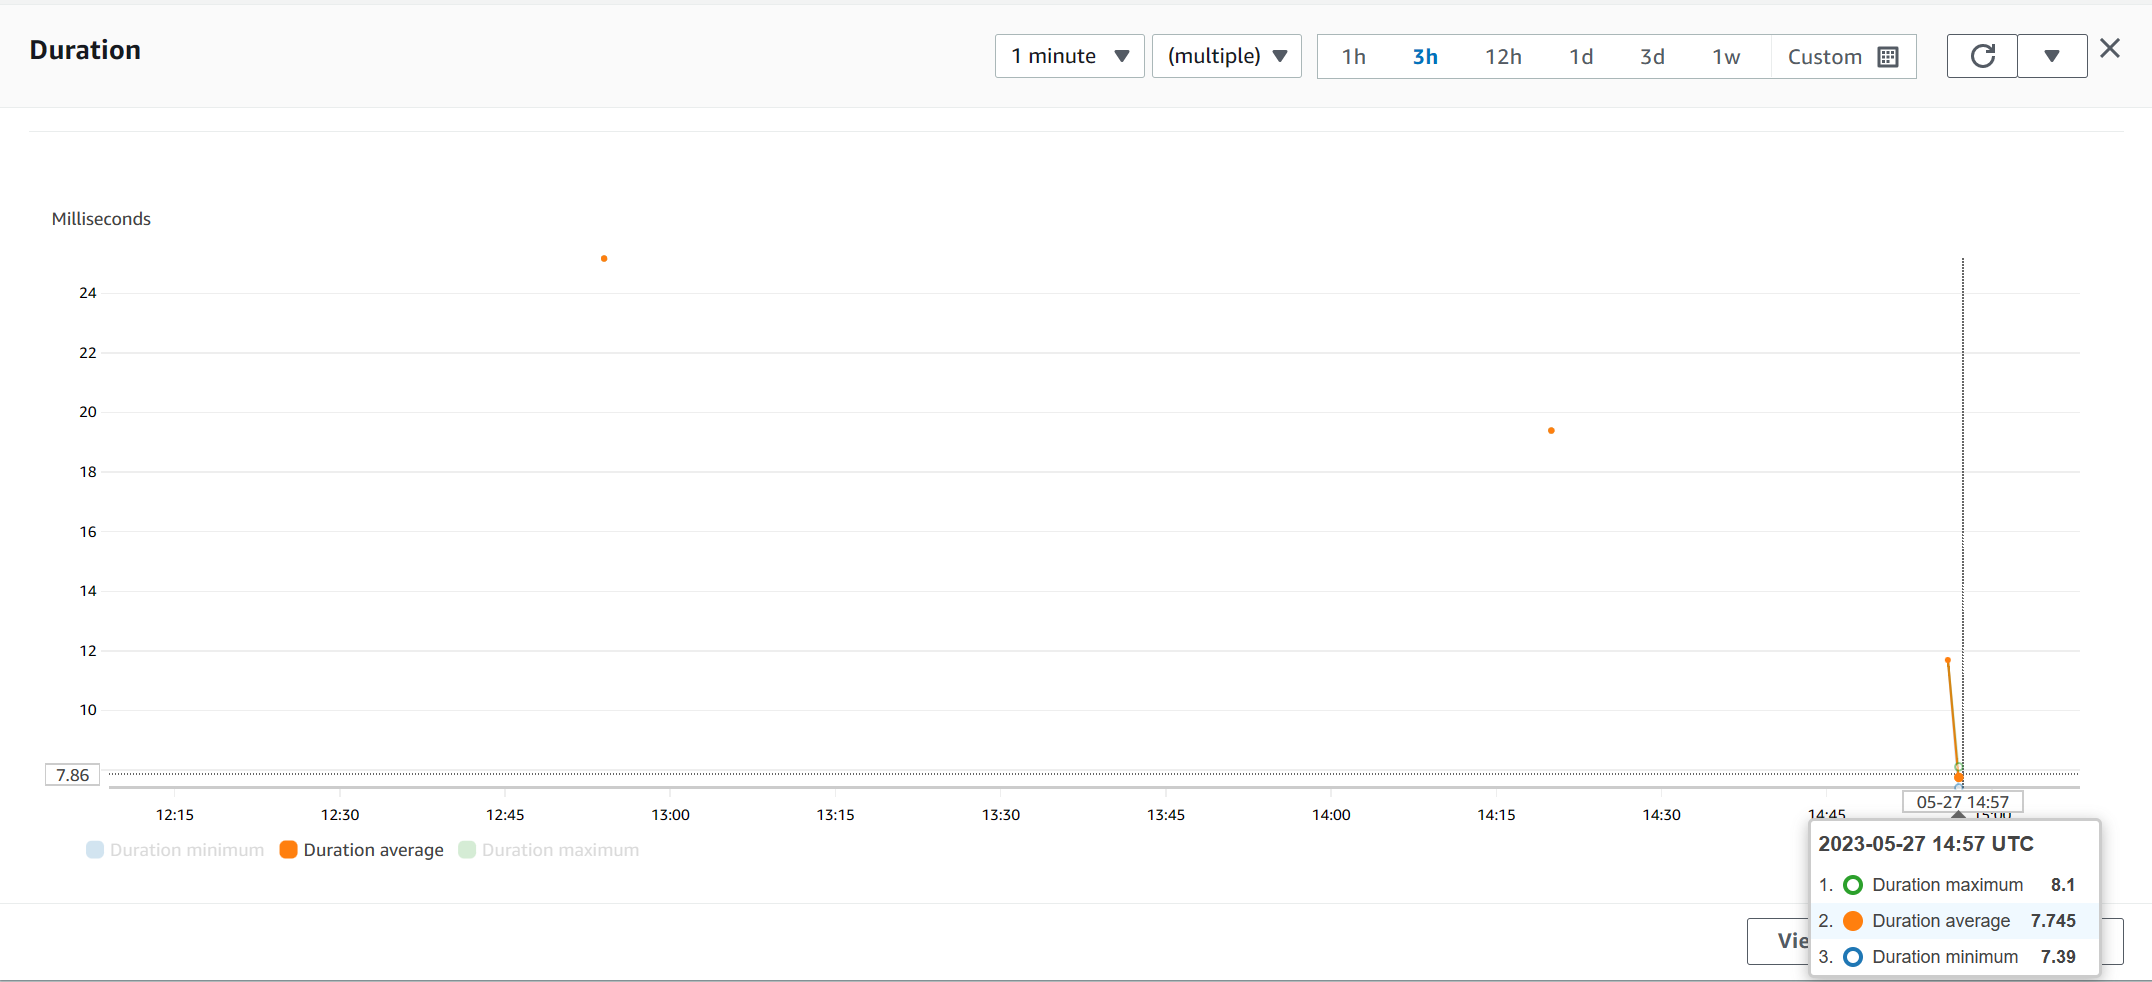 Duration
1 minute (multiple) 1h 3h 12h 1d 3d 1w Custom
Milliseconds
24
22
20
18
16
14
12
10
7.86
12:15 12:30 12:45 13:00 13:15 13:30 13:45 14:00 14:15 14:30 14:45 15:00
05-27 14:57
Duration minimum Duration average Duration maximum
2023-05-27 14:57 UTC
1. Duration maximum 8.1
2. Duration average 7.745
3. Duration minimum 7.39